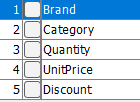 1 Brand
2 Category
3 Quantity
4 UnitPrice
5 Discount